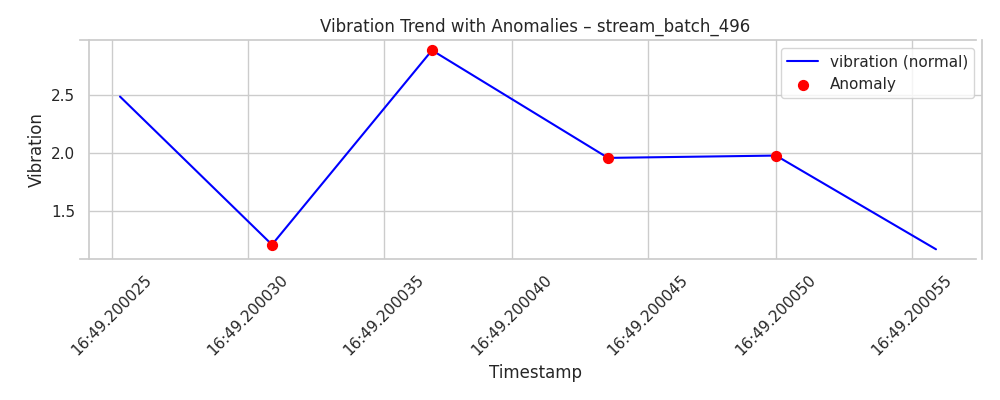 Vibration Trend with Anomalies – stream_batch_496
vibration (normal)
Anomaly
Vibration
2.5
2.0
1.5
16:49.200025
16:49.200030
16:49.200035
16:49.200040
16:49.200045
16:49.200050
16:49.200055
Timestamp